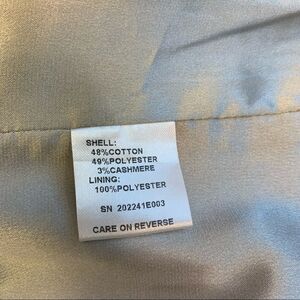 SHELL:
48%COTTON
49%POLYESTER
3%CASHMERE
LINING:
100%POLYESTER
SN 202241E003
CARE ON REVERSE